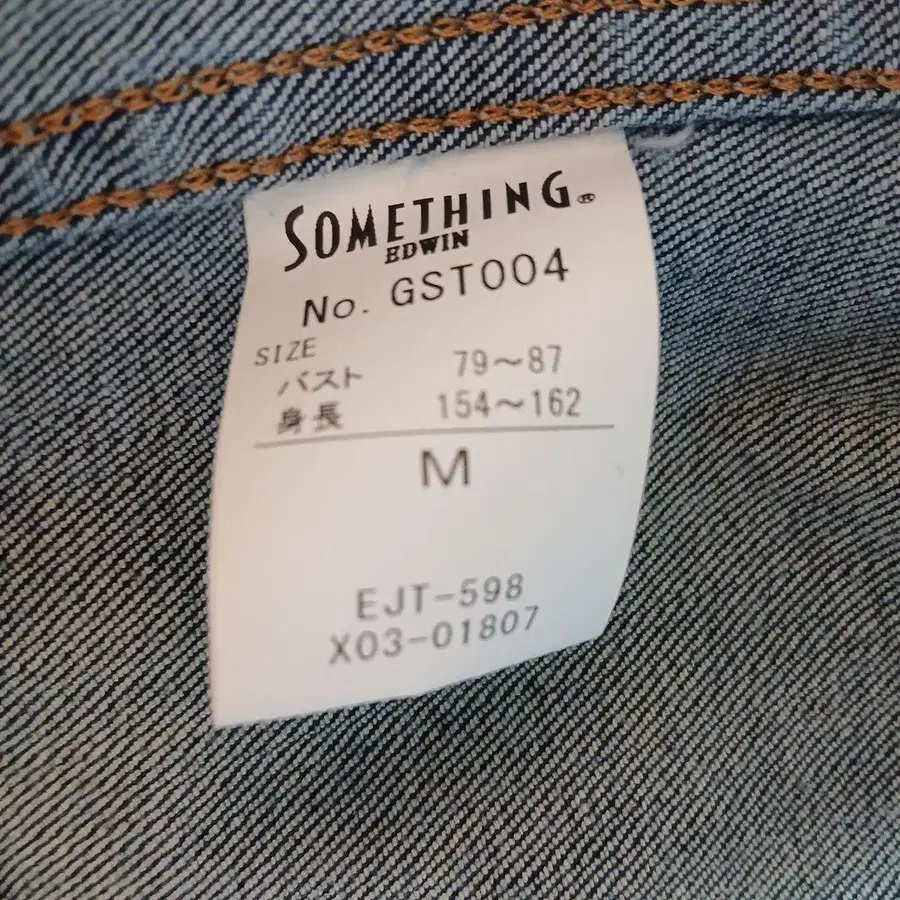 SOMETHING®
EDWIN
No. GST004
SIZE
バスト 79～87
身長 154～162
M
EJT-598
X03-01807